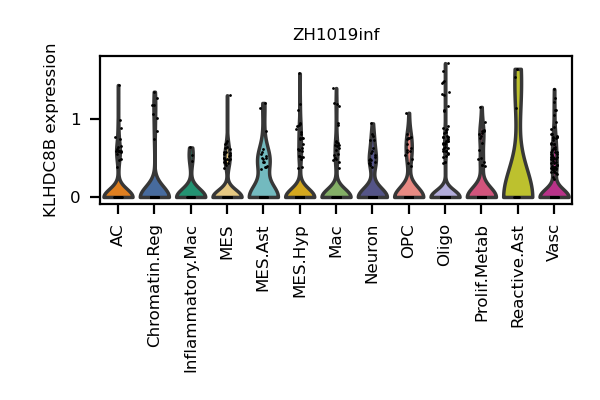 ZH1019inf
KLHDC8B expression
1
0
AC
Chromatin.Reg
Inflammatory.Mac
MES
MES.Ast
MES.Hyp
Mac
Neuron
OPC
Oligo
Prolif.Metab
Reactive.Ast
Vasc